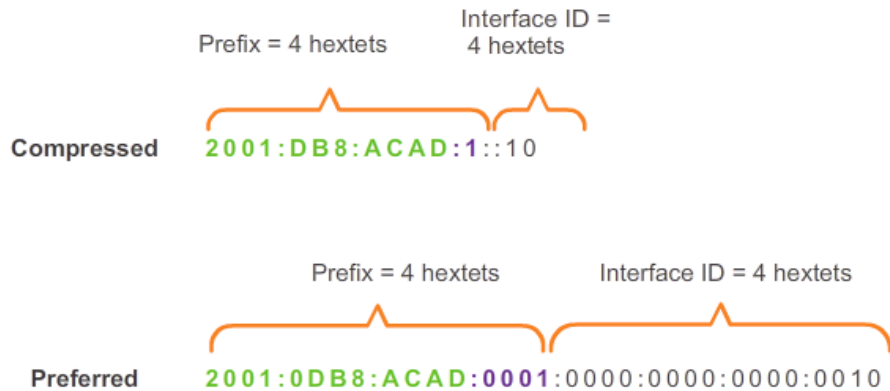 Prefix = 4 hextets
Interface ID =
4 hextets
Compressed 2001:DB8:ACAD:1::10
Prefix = 4 hextets Interface ID = 4 hextets
Preferred 2001:0DB8:ACAD:0001:0000:0000:0000:0010